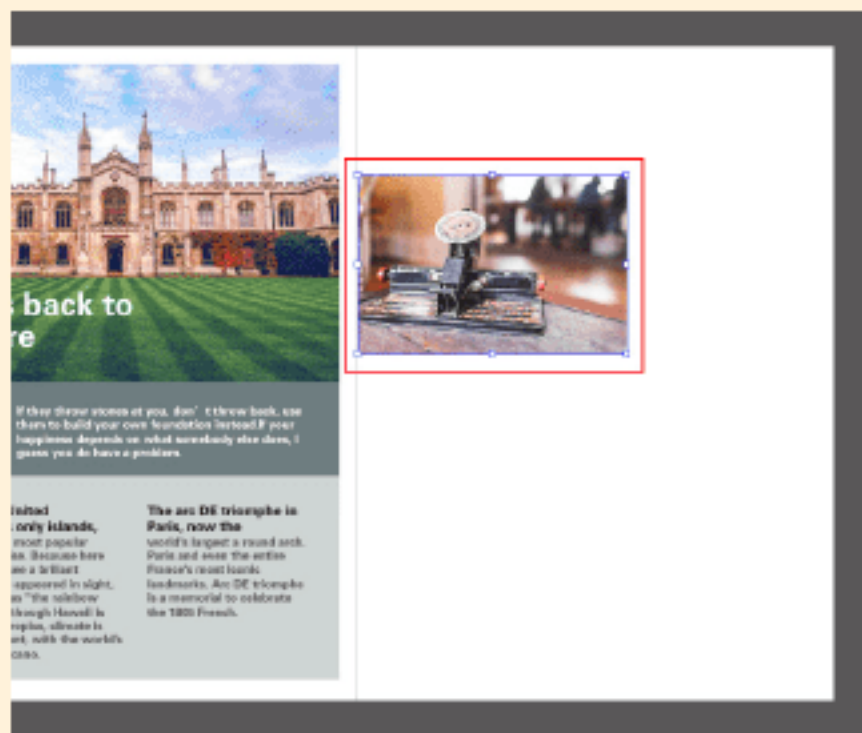 back to
re
If they throw stones at you, don't throw back, use
them to build your own foundation instead.If your
happiness depends on what somebody else does, I
guess you do have a problem.
United
only islands,
most popular
Because here
a brilliant
appeared in sight,
"the rainbow
though Hawaii is
climate is
with the world's
The arc DE triomphe in
Paris, now the
world's largest a round arch.
Paris and even the entire
France's most iconic
landmarks. Arc DE triomphe
is a memorial to celebrate
the 1805 French.